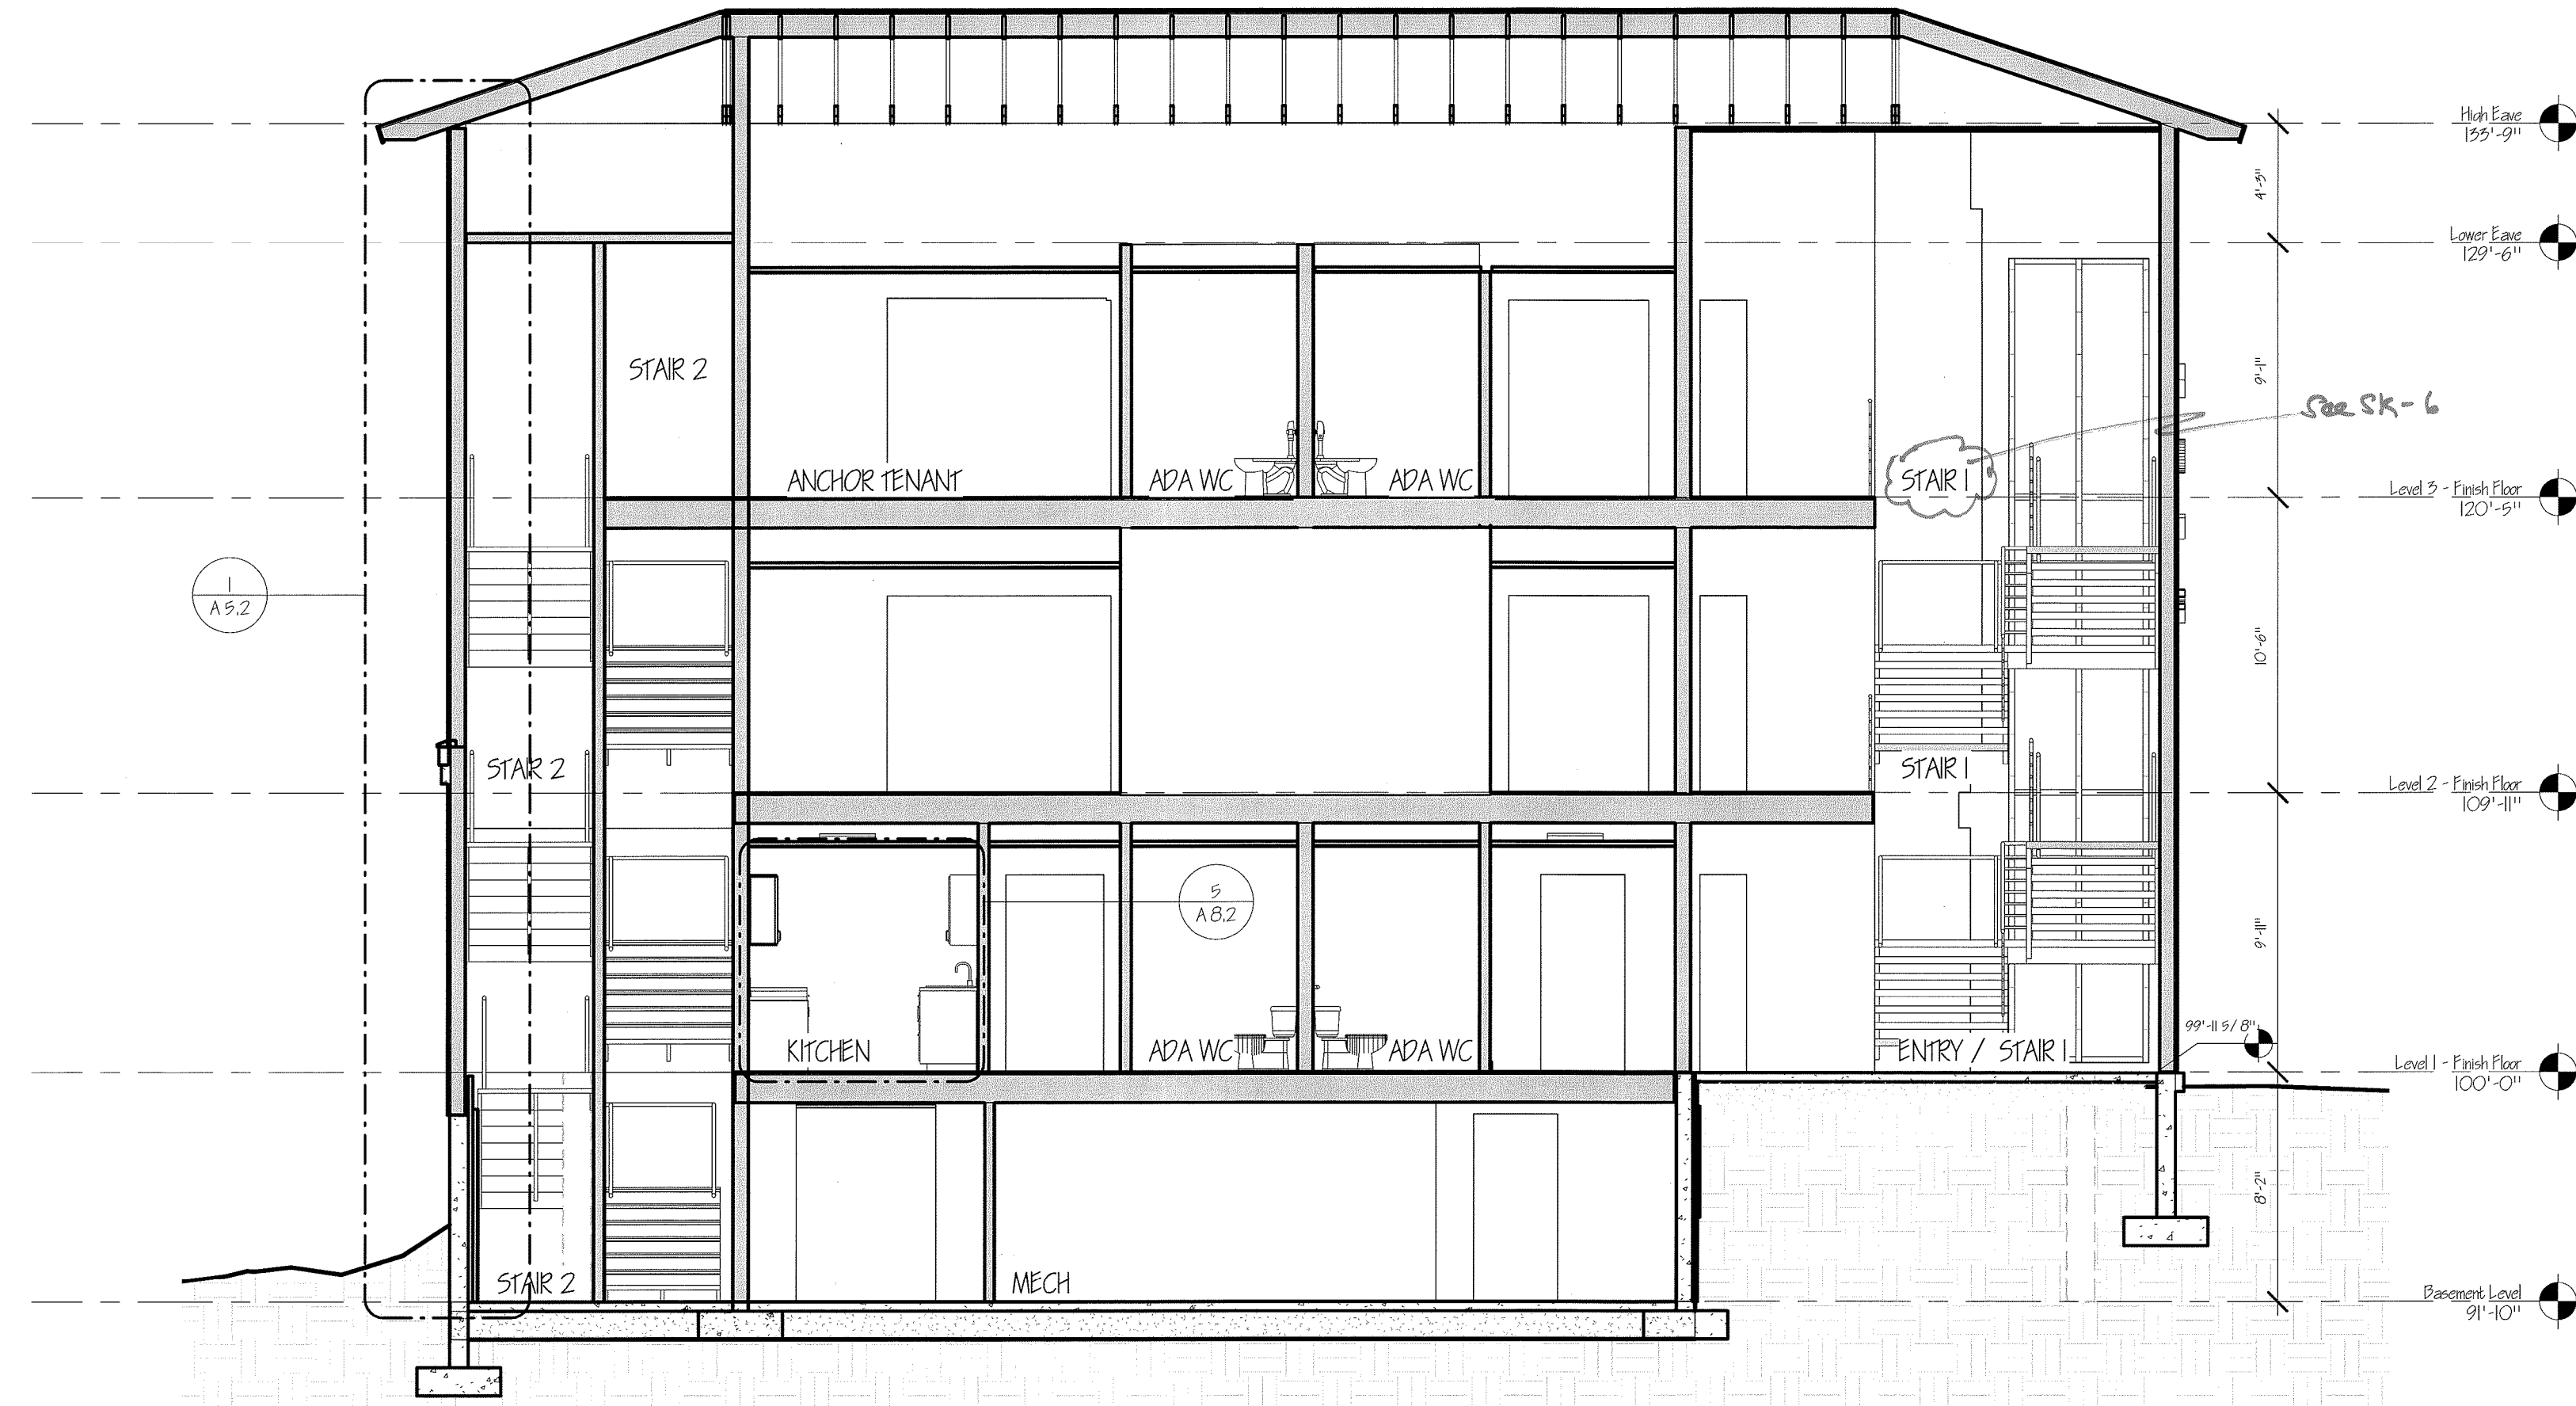 High Eave
133'-9"
4'-3"
Lower Eave
129'-6"
STAIR 2
9'-1"
See SK-6
ANCHOR TENANT
ADA WC
ADA WC
STAIR 1
Level 3 - Finish Floor
120'-5"
1
A 5.2
10'-6"
STAIR 2
STAIR 1
Level 2 - Finish Floor
109'-11"
5
A 8.2
9'-11"
KITCHEN
ADA WC
ADA WC
ENTRY / STAIR 1
99'-11 5/8"
Level 1 - Finish Floor
100'-0"
8'-2"
STAIR 2
MECH
Basement Level
91'-10"